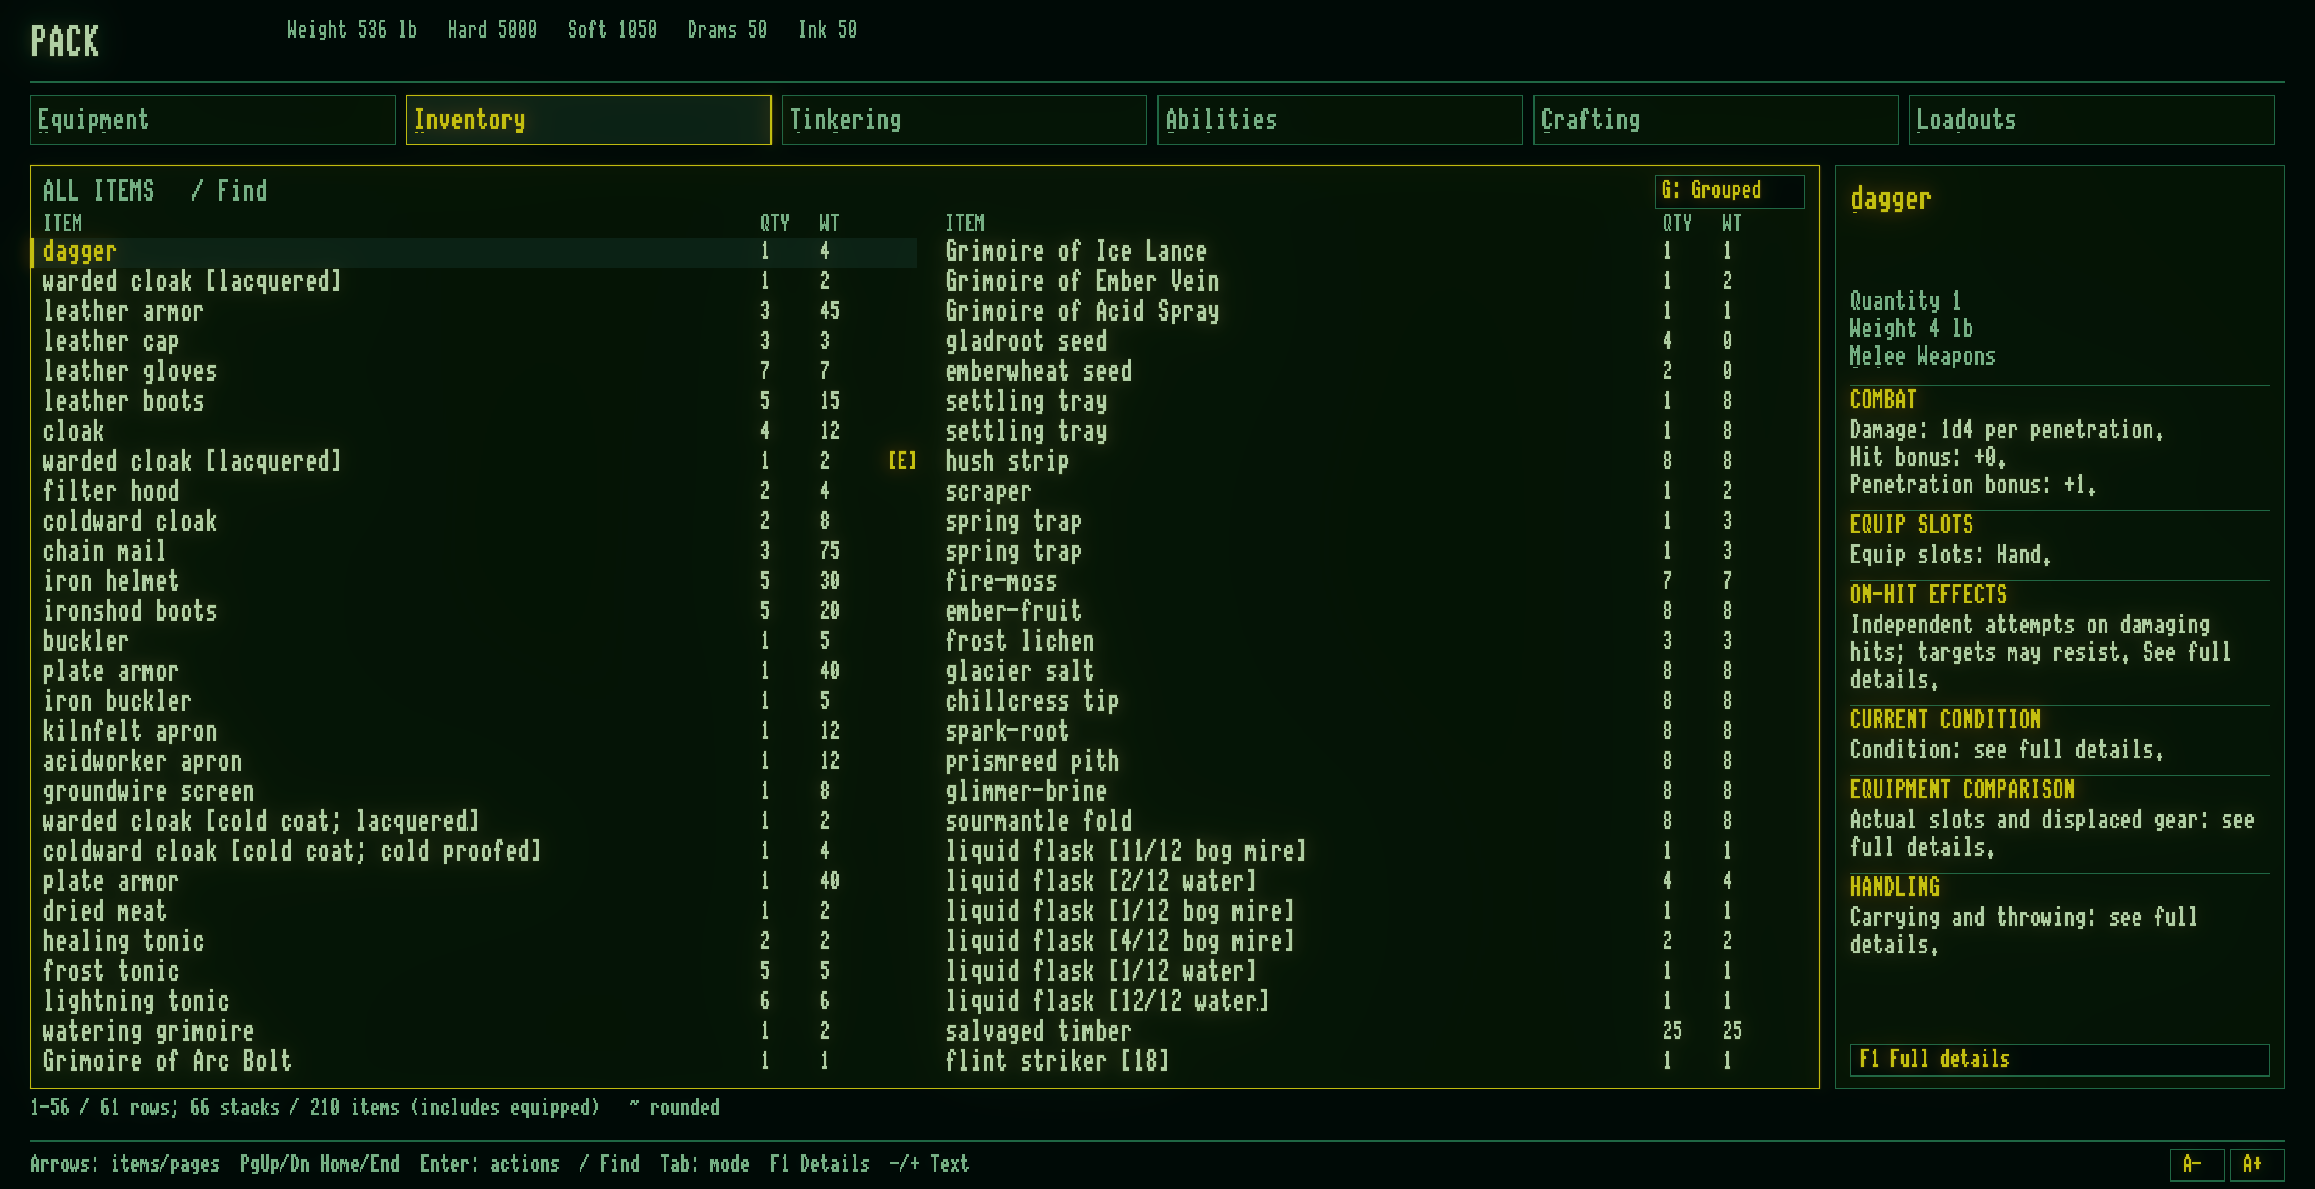 PACK
Weight 536 lb   Hard 5000   Soft 1050   Drams 50   Ink 50
Equipment   Inventory   Tinkering   Abilities   Crafting   Loadouts
ALL ITEMS   / Find
G: Grouped
ITEM   QTY   WT
dagger   1   4
warded cloak [lacquered]   1   2
leather armor   3   45
leather cap   3   3
leather gloves   7   7
leather boots   5   15
cloak   4   12
warded cloak [lacquered]   1   2   [E]
filter hood   2   4
coldward cloak   2   8
chain mail   3   75
iron helmet   5   30
ironshod boots   5   20
buckler   1   5
plate armor   1   40
iron buckler   1   5
kilnfelt apron   1   12
acidworker apron   1   12
groundwire screen   1   8
warded cloak [cold coat; lacquered]   1   2
coldward cloak [cold coat; cold proofed]   1   4
plate armor   1   40
dried meat   1   2
healing tonic   2   2
frost tonic   5   5
lightning tonic   6   6
watering grimoire   1   2
Grimoire of Arc Bolt   1   1
ITEM   QTY   WT
Grimoire of Ice Lance   1   1
Grimoire of Ember Vein   1   2
Grimoire of Acid Spray   1   1
gladroot seed   4   0
emberwheat seed   2   0
settling tray   1   8
settling tray   1   8
hush strip   8   8
scraper   1   2
spring trap   1   3
spring trap   1   3
fire-moss   7   7
ember-fruit   8   8
frost lichen   3   3
glacier salt   8   8
chillcress tip   8   8
spark-root   8   8
prismreed pith   8   8
glimmer-brine   8   8
sourmantle fold   8   8
liquid flask [11/12 bog mire]   1   1
liquid flask [2/12 water]   4   4
liquid flask [1/12 bog mire]   1   1
liquid flask [4/12 bog mire]   2   2
liquid flask [1/12 water]   1   1
liquid flask [12/12 water]   1   1
salvaged timber   25   25
flint striker [18]   1   1
dagger
Quantity 1
Weight 4 lb
Melee Weapons
COMBAT
Damage: 1d4 per penetration.
Hit bonus: +0.
Penetration bonus: +1.
EQUIP SLOTS
Equip slots: Hand.
ON-HIT EFFECTS
Independent attempts on damaging
hits; targets may resist. See full
details.
CURRENT CONDITION
Condition: see full details.
EQUIPMENT COMPARISON
Actual slots and displaced gear: see
full details.
HANDLING
Carrying and throwing: see full
details.
F1 Full details
1-56 / 61 rows; 66 stacks / 210 items (includes equipped)   ~ rounded
Arrows: items/pages   PgUp/Dn Home/End   Enter: actions   / Find   Tab: mode   F1 Details   -/+ Text
A-   A+